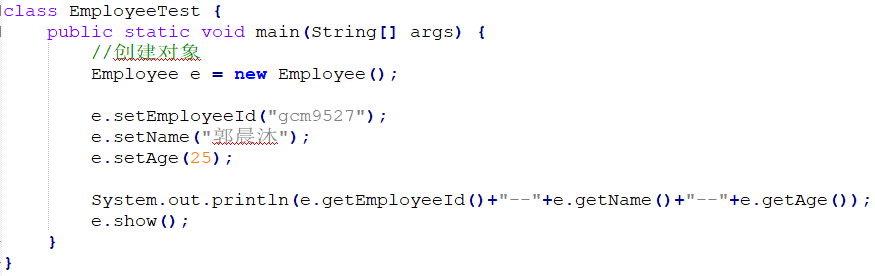 class EmployeeTest {
public static void main(String[] args) {
//创建对象
Employee e = new Employee();
e.setEmployeeId("gcm9527");
e.setName("郭晨沐");
e.setAge(25);
System.out.println(e.getEmployeeId()+"--"+e.getName()+"--"+e.getAge());
e.show();
}
}